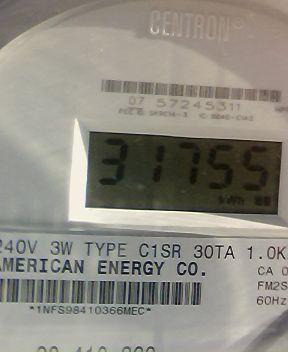 CENTRON®
07 57245311
31755
kWh
240V 3W TYPE C1SR 30TA 1.0K
AMERICAN ENERGY CO.
CA 0
FM2S
60Hz
*1NFS98410366MEC*